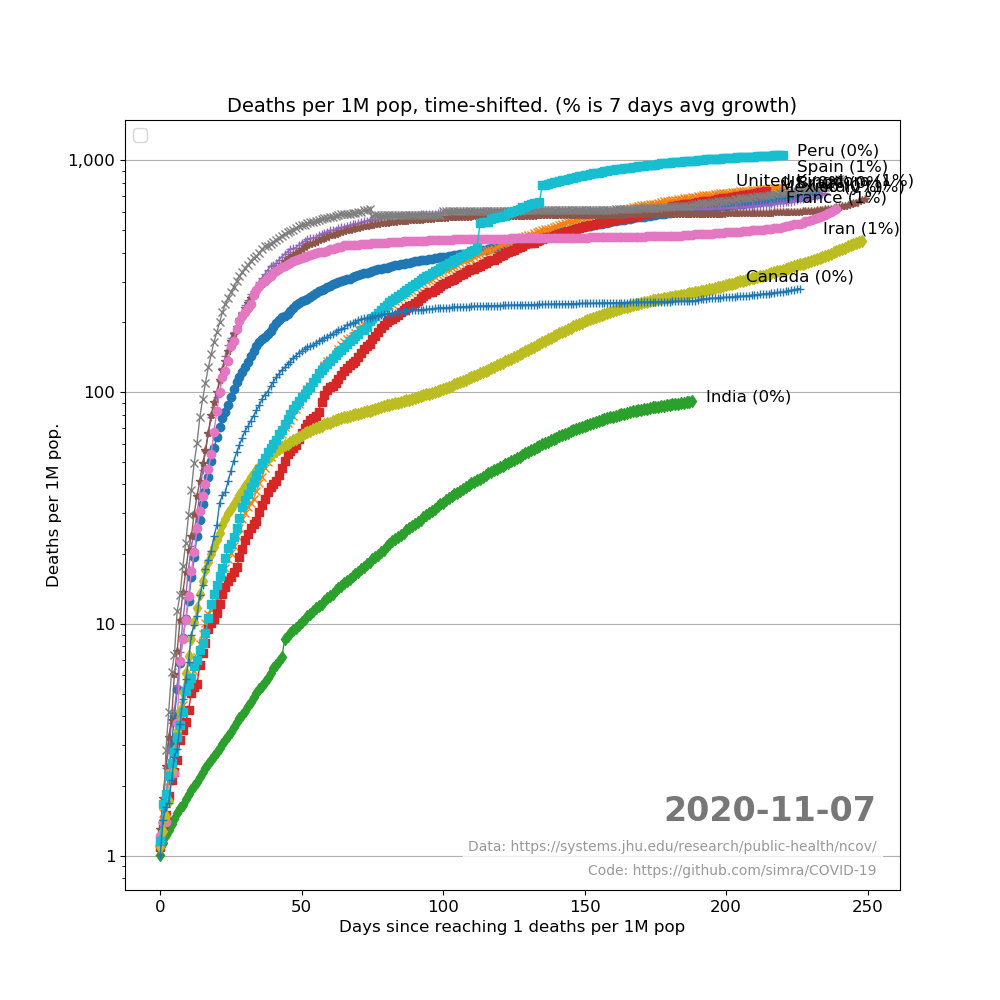 Deaths per 1M pop, time-shifted. (% is 7 days avg growth)
Peru (0%)
Spain (1%)
United
France (1%)
Iran (1%)
Canada (0%)
India (0%)
1,000
100
10
1
Deaths per 1M pop.
2020-11-07
Data: https://systems.jhu.edu/research/public-health/ncov/
Code: https://github.com/simra/COVID-19
0 50 100 150 200 250
Days since reaching 1 deaths per 1M pop